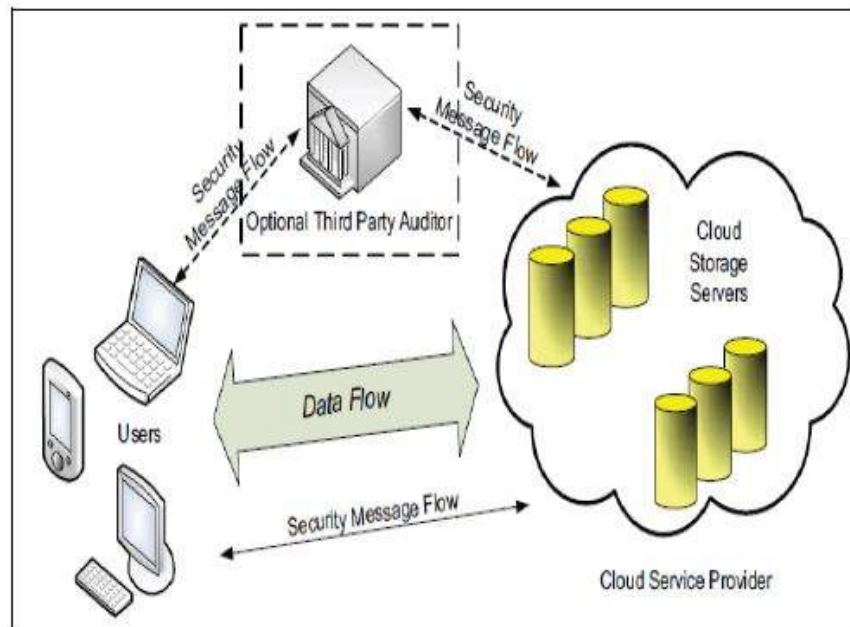 Security
Message Flow
Security
Message Flow
Optional Third Party Auditor
Cloud
Storage
Servers
Users
Data Flow
Security Message Flow
Cloud Service Provider